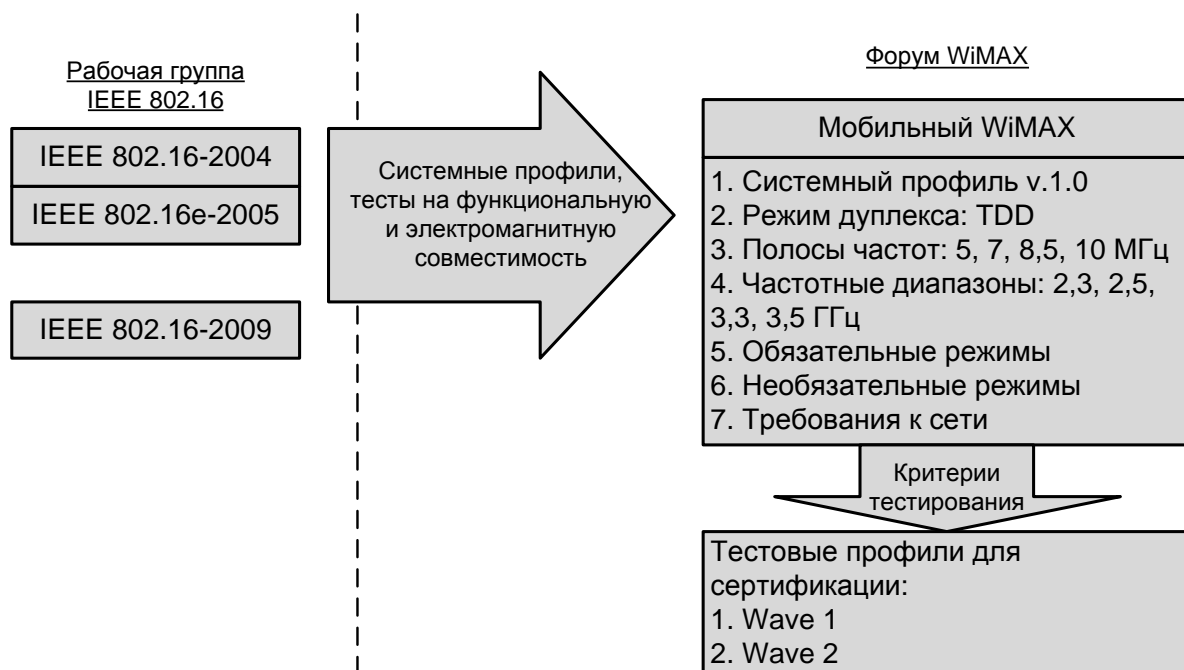 Рабочая группа
IEEE 802.16
IEEE 802.16-2004
IEEE 802.16e-2005
IEEE 802.16-2009
Системные профили,
тесты на функциональную
и электромагнитную
совместимость
Форум WiMAX
Мобильный WiMAX
1. Системный профиль v.1.0
2. Режим дуплекса: TDD
3. Полосы частот: 5, 7, 8,5, 10 МГц
4. Частотные диапазоны: 2,3, 2,5,
3,3, 3,5 ГГц
5. Обязательные режимы
6. Необязательные режимы
7. Требования к сети
Критерии
тестирования
Тестовые профили для
сертификации:
1. Wave 1
2. Wave 2